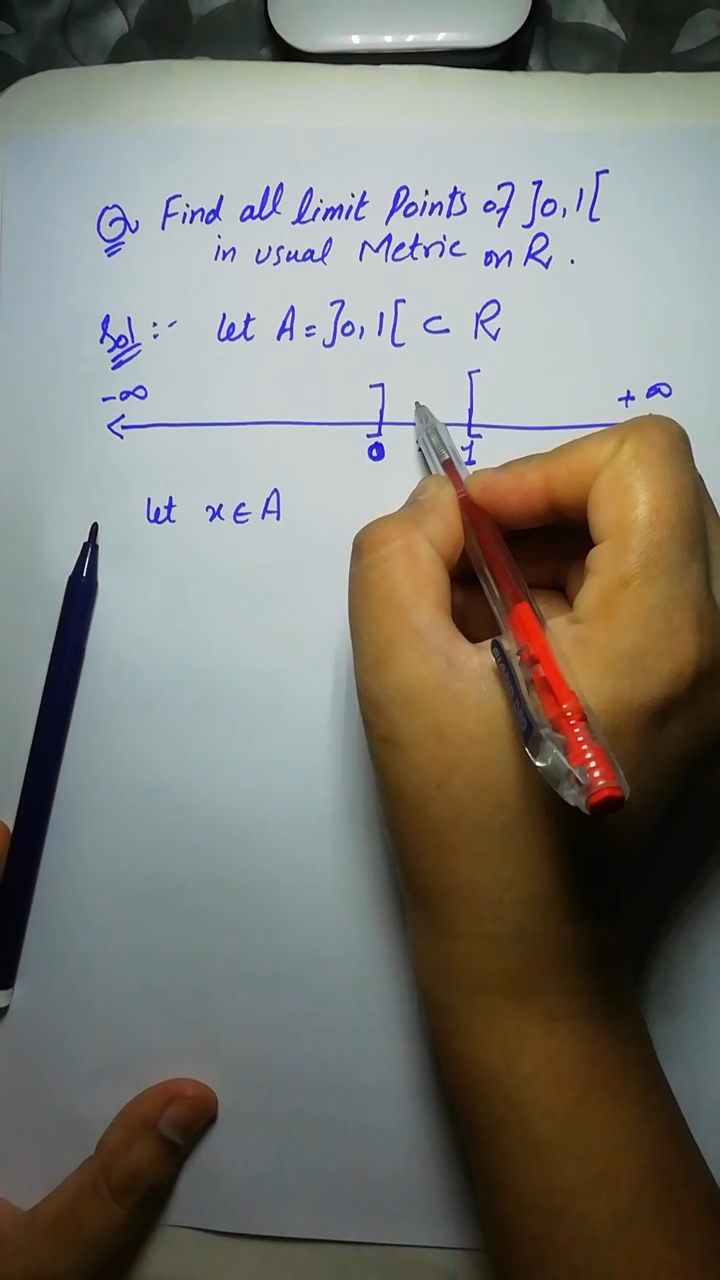 Q Find all limit Points of ]0,1[
in usual Metric on R.
Sol:- let A = ]0,1[ ⊂ R
-∞ ] [ +∞
0 1
let x ∈ A